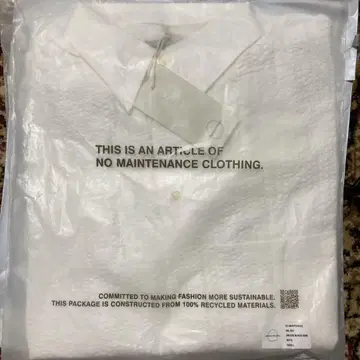 THIS IS AN ARTICLE OF
NO MAINTENANCE CLOTHING.
COMMITTED TO MAKING FASHION MORE SUSTAINABLE.
THIS PACKAGE IS CONSTRUCTED FROM 100% RECYCLED MATERIALS.